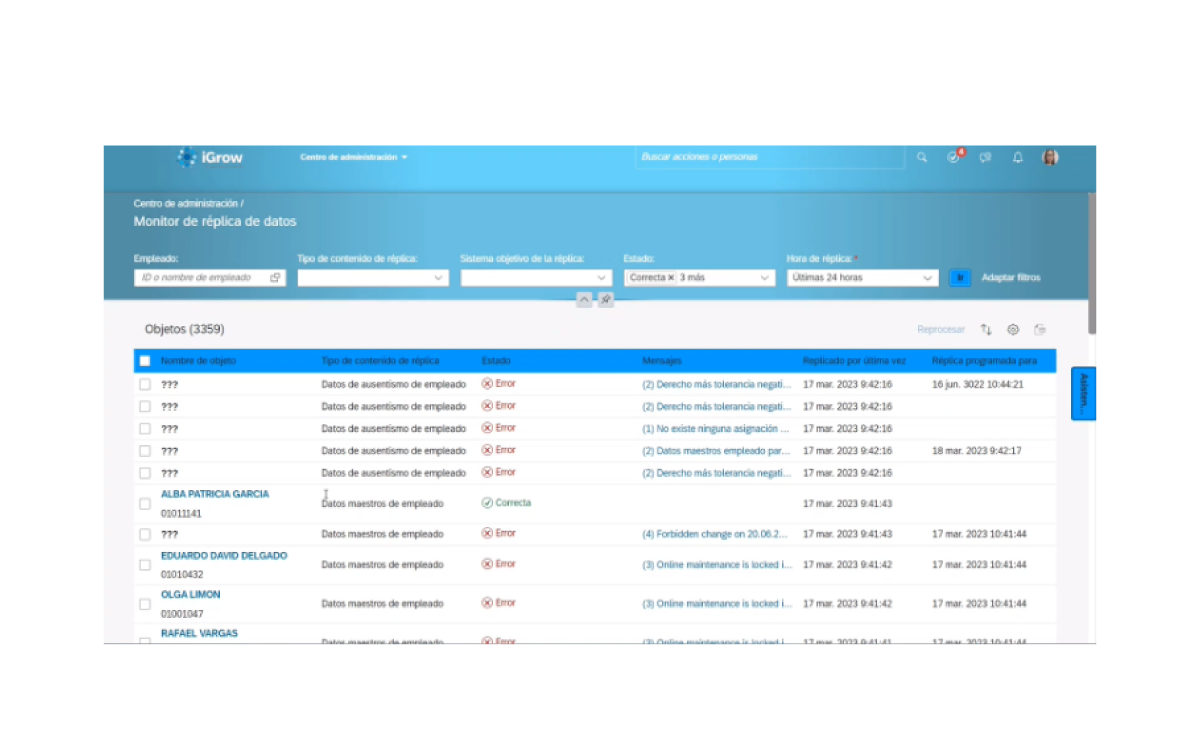 iGrow Centro de administración Buscar acciones o personas 4
Centro de administración /
Monitor de réplica de datos
Empleado: Tipo de contenido de réplica: Sistema objetivo de la réplica: Estado: Hora de réplica: *
ID o nombre de empleado Correcta 3 más Últimas 24 horas Ir Adaptar filtros
Objetos (3359) Reprocesar
Nombre de objeto Tipo de contenido de réplica Estado Mensajes Replicado por última vez Réplica programada para
??? Datos de ausentismo de empleado Error (2) Derecho más tolerancia negati... 17 mar. 2023 9:42:16 16 jun. 3022 10:44:21
??? Datos de ausentismo de empleado Error (2) Derecho más tolerancia negati... 17 mar. 2023 9:42:16
??? Datos de ausentismo de empleado Error (1) No existe ninguna asignación ... 17 mar. 2023 9:42:16
??? Datos de ausentismo de empleado Error (2) Datos maestros empleado par... 17 mar. 2023 9:42:16 18 mar. 2023 9:42:17
??? Datos de ausentismo de empleado Error (2) Derecho más tolerancia negati... 17 mar. 2023 9:42:16
Asisten...
ALBA PATRICIA GARCIA
01011141 Datos maestros de empleado Correcta 17 mar. 2023 9:41:43
??? Datos maestros de empleado Error (4) Forbidden change on 20.06.2... 17 mar. 2023 9:41:43 17 mar. 2023 10:41:44
EDUARDO DAVID DELGADO
01010432 Datos maestros de empleado Error (3) Online maintenance is locked i... 17 mar. 2023 9:41:42 17 mar. 2023 10:41:44
OLGA LIMON
01001047 Datos maestros de empleado Error (3) Online maintenance is locked i... 17 mar. 2023 9:41:42 17 mar. 2023 10:41:44
RAFAEL VARGAS
Datos maestros de empleado Error (3) Online maintenance is locked i... 17 mar. 2023 9:41:41 17 mar. 2023 10:41:44